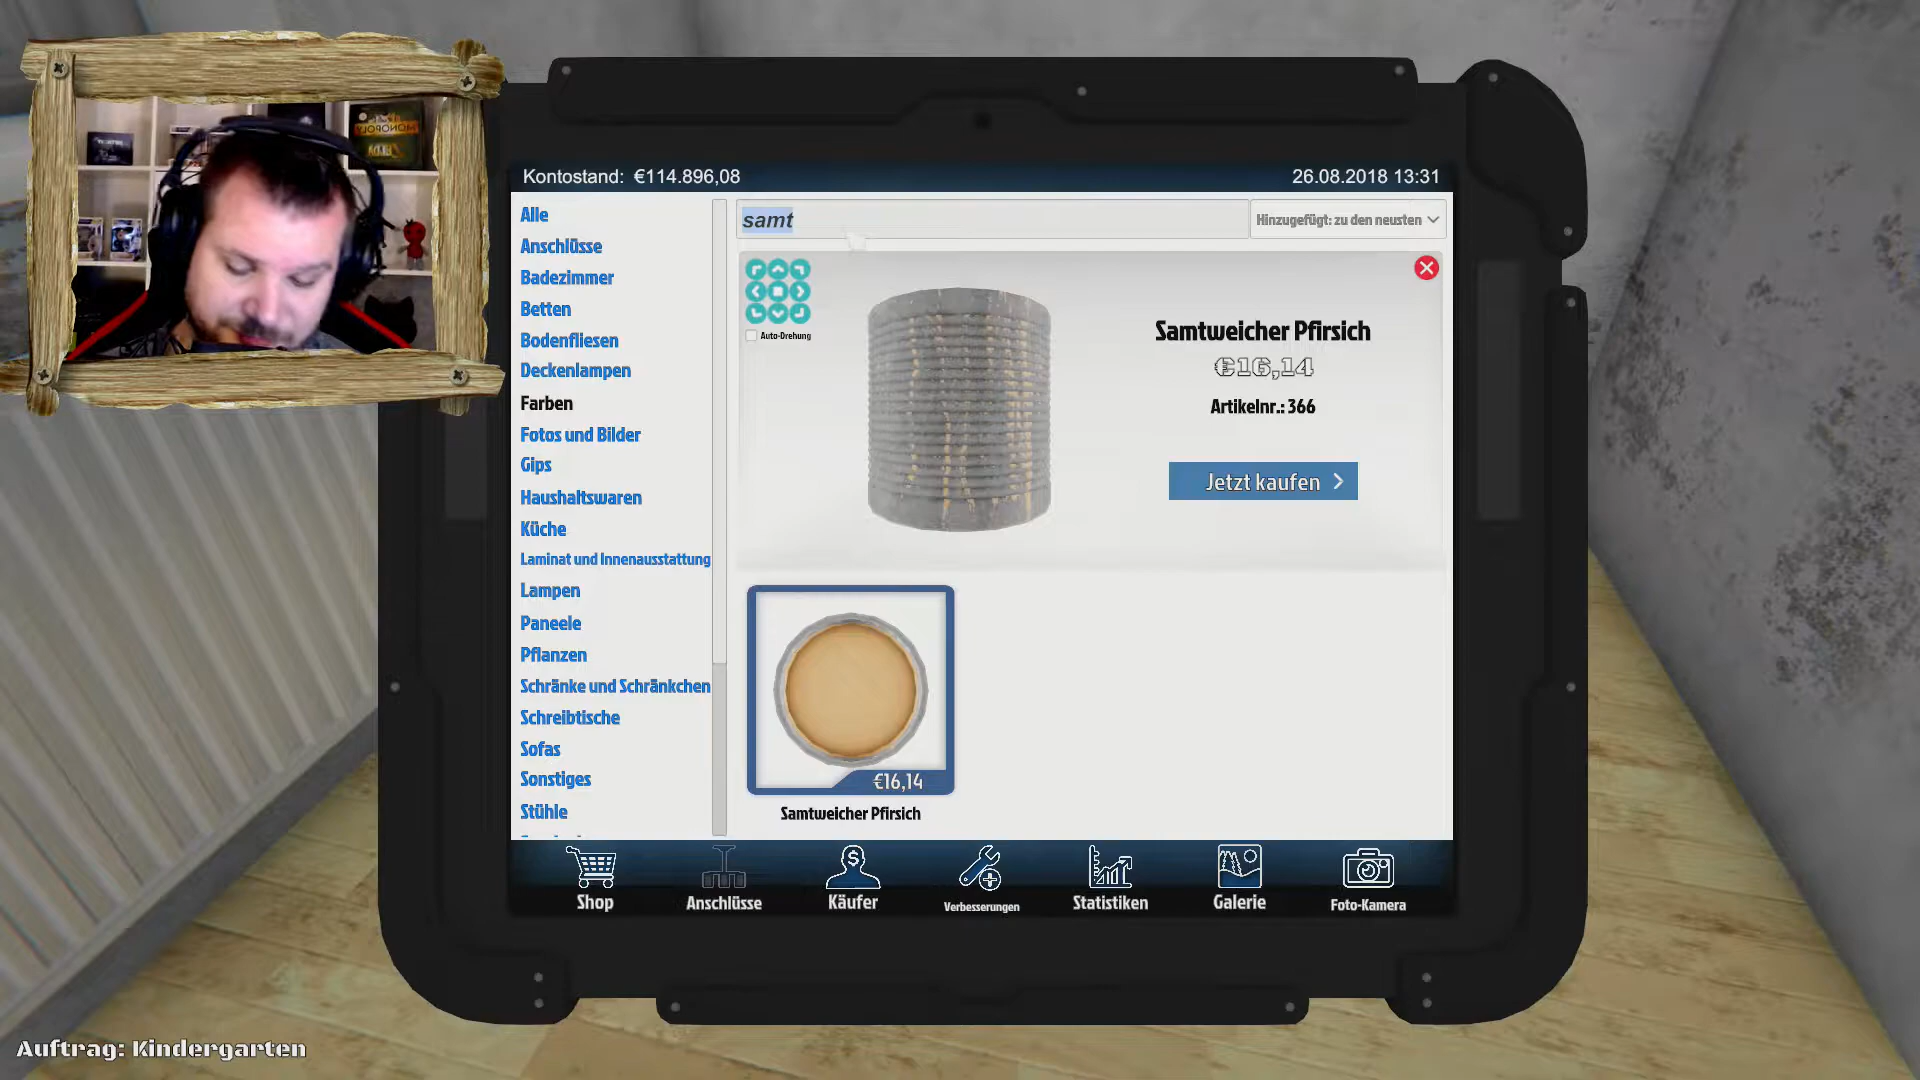 Kontostand: €114.896,08
26.08.2018 13:31
Alle
Anschlüsse
Badezimmer
Betten
Bodenfliesen
Deckenlampen
Farben
Fotos und Bilder
Gips
Haushaltswaren
Küche
Laminat und Innenausstattung
Lampen
Paneele
Pflanzen
Schränke und Schränkchen
Schreibtische
Sofas
Sonstiges
Stühle
samt
Hinzugefügt: zu den neusten
Auto-Drehung
Samtweicher Pfirsich
€16,14
Artikelnr.: 366
Jetzt kaufen
€16,14
Samtweicher Pfirsich
Shop
Anschlüsse
Käufer
Verbesserungen
Statistiken
Galerie
Foto-Kamera
Auftrag: Kindergarten